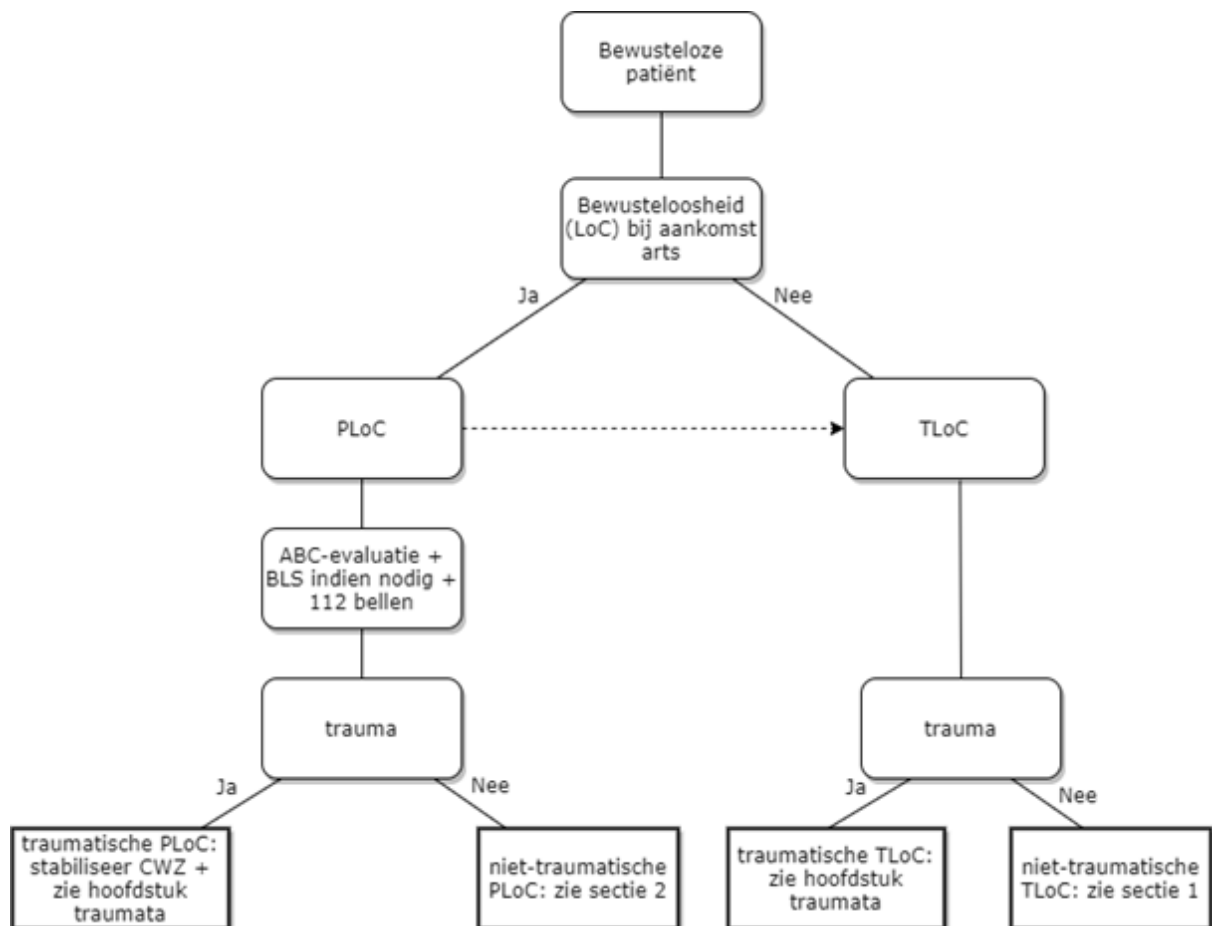 Bewusteloze
patiënt
Bewusteloosheid
(LoC) bij aankomst
arts
Ja
Nee
PLoC
TLoC
ABC-evaluatie +
BLS indien nodig +
112 bellen
trauma
trauma
Ja
Nee
Ja
Nee
traumatische PLoC:
stabiliseer CWZ +
zie hoofdstuk
traumata
niet-traumatische
PLoC: zie sectie 2
traumatische TLoC:
zie hoofdstuk
traumata
niet-traumatische
TLoC: zie sectie 1